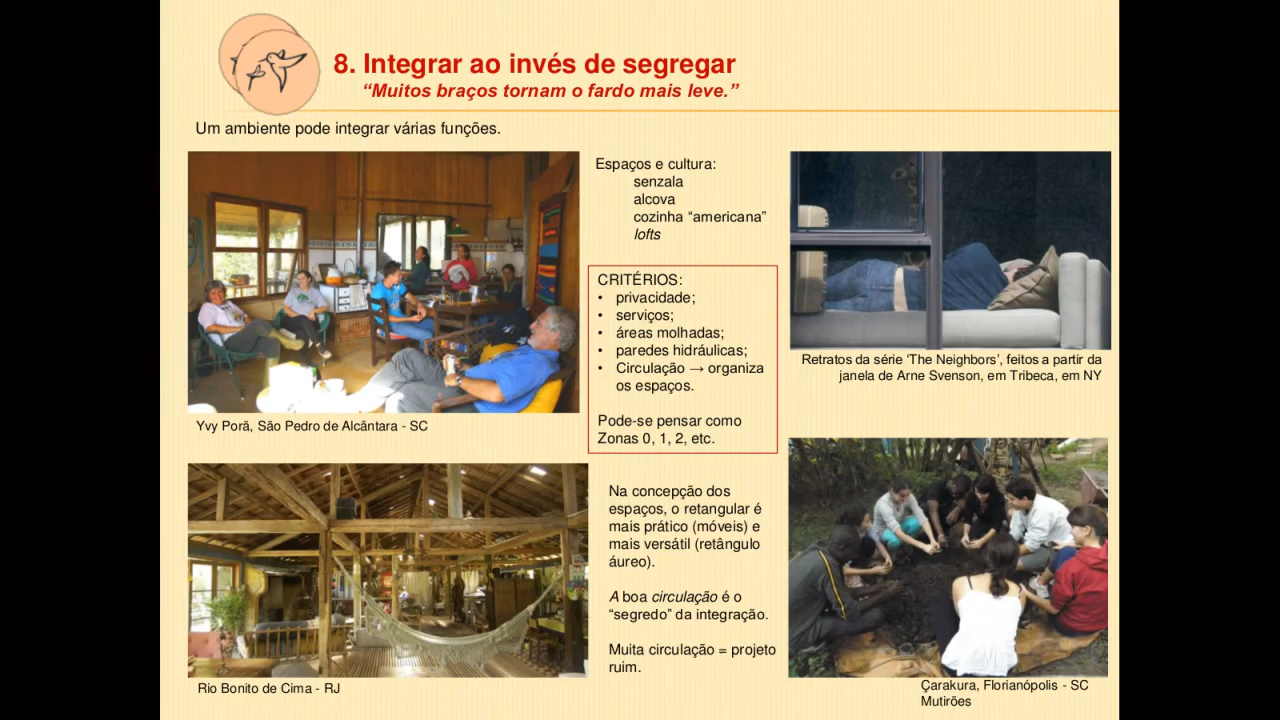 8. Integrar ao invés de segregar
“Muitos braços tornam o fardo mais leve.”
Um ambiente pode integrar várias funções.
Yvy Porã, São Pedro de Alcântara - SC
Rio Bonito de Cima - RJ
Espaços e cultura:
senzala
alcova
cozinha “americana”
lofts
CRITÉRIOS:
• privacidade;
• serviços;
• áreas molhadas;
• paredes hidráulicas;
• Circulação → organiza
os espaços.
Pode-se pensar como
Zonas 0, 1, 2, etc.
Na concepção dos
espaços, o retangular é
mais prático (móveis) e
mais versátil (retângulo
áureo).
A boa circulação é o
“segredo” da integração.
Muita circulação = projeto
ruim.
Retratos da série ‘The Neighbors’, feitos a partir da
janela de Arne Svenson, em Tribeca, em NY
Çarakura, Florianópolis - SC
Mutirões